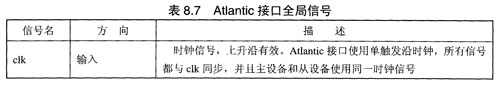 表 8.7 Atlantic 接口全局信号
信号名 方 向 描 述
clk 输入 时钟信号，上升沿有效。Atlantic 接口使用单触发沿时钟，所有信号
都与 clk 同步，并且主设备和从设备使用同一时钟信号